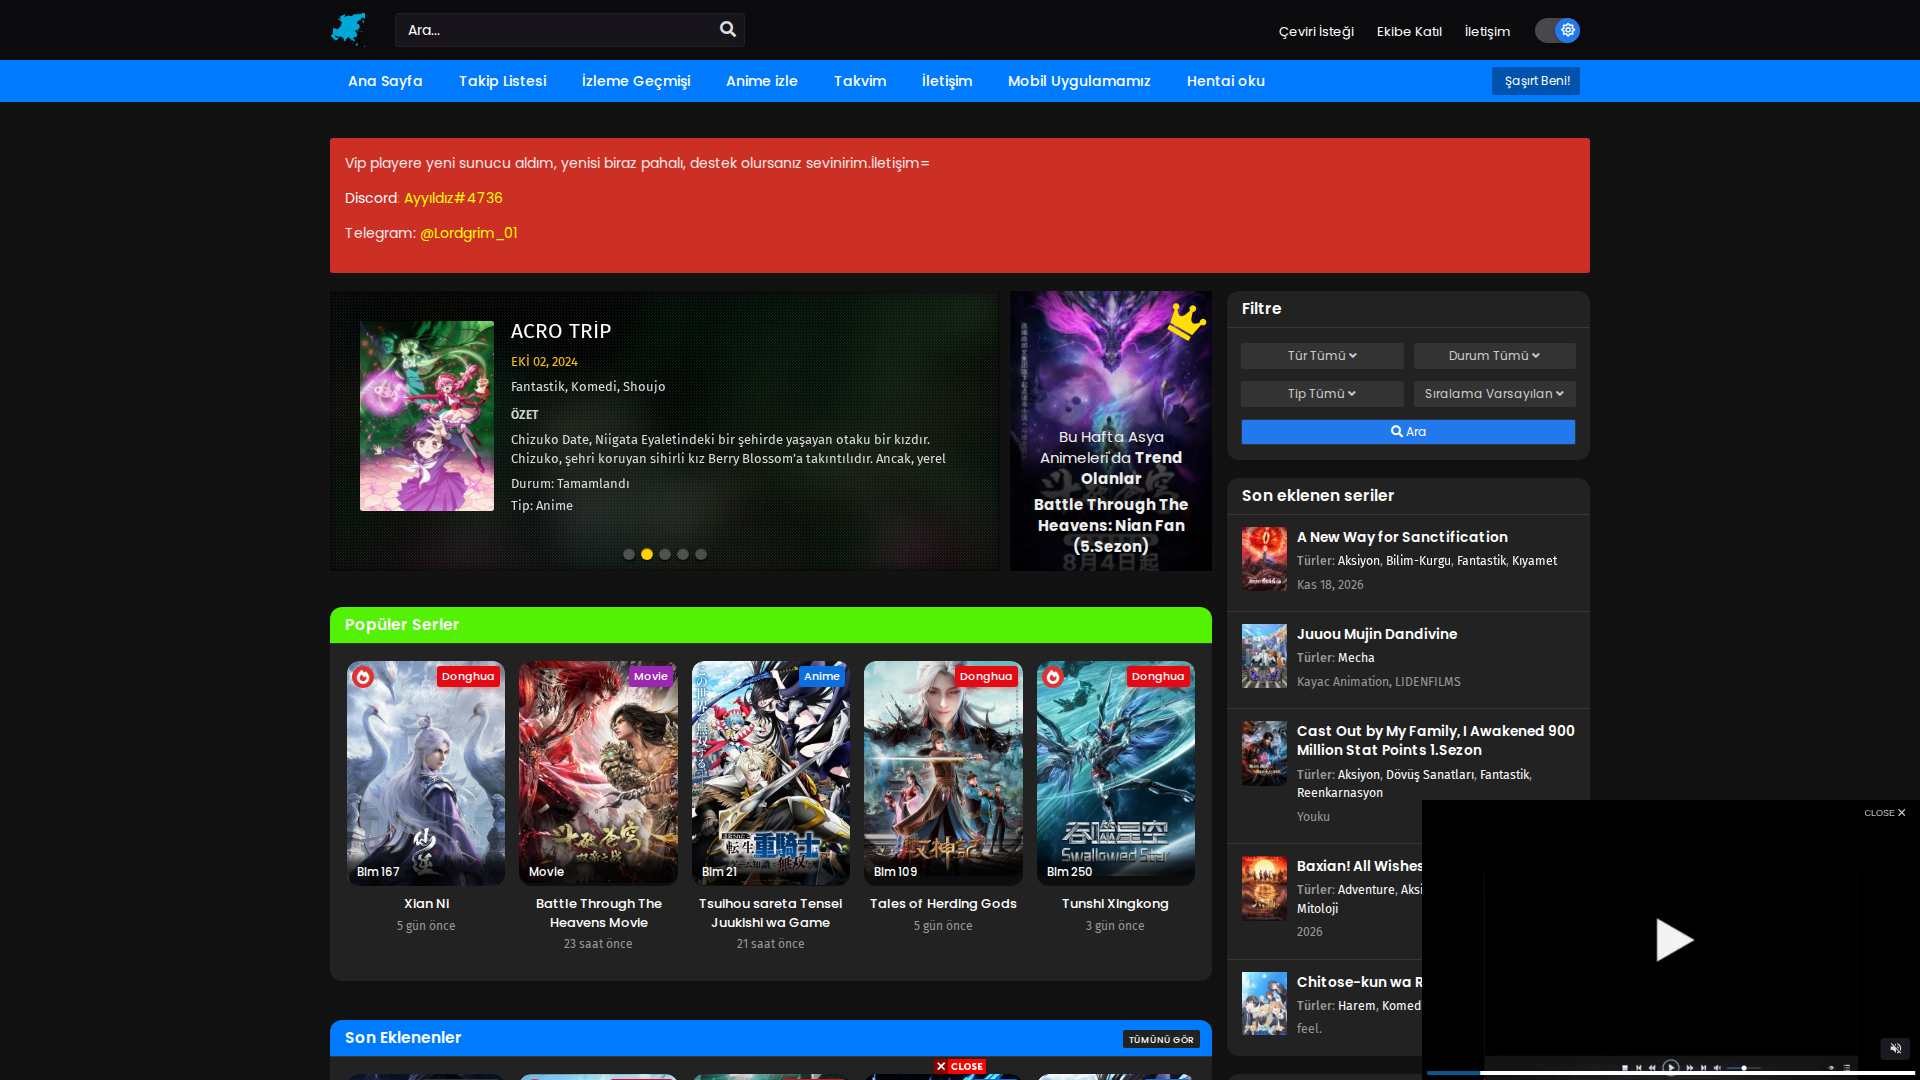 Ara...
Çeviri İsteği
Ekibe Katıl
İletişim
Ana Sayfa
Takip Listesi
İzleme Geçmişi
Anime izle
Takvim
İletişim
Mobil Uygulamamız
Hentai oku
Şaşırt Beni!
Vip playere yeni sunucu aldım, yenisi biraz pahalı, destek olursanız sevinirim.İletişim=
Discord: Ayyıldız#4736
Telegram: @Lordgrim_01
ACRO TRİP
EKİ 02, 2024
Fantastik, Komedi, Shoujo
ÖZET
Chizuko Date, Niigata Eyaletindeki bir şehirde yaşayan otaku bir kızdır.
Chizuko, şehri koruyan sihirli kız Berry Blossom'a takıntılıdır. Ancak, yerel
Durum: Tamamlandı
Tip: Anime
Bu Hafta Asya
Animeleri'da Trend
Olanlar
Battle Through The
Heavens: Nian Fan
(5.Sezon)
8月4日起
Filtre
Tür Tümü
Durum Tümü
Tip Tümü
Sıralama Varsayılan
Ara
Son eklenen seriler
A New Way for Sanctification
Türler: Aksiyon, Bilim-Kurgu, Fantastik, Kıyamet
Kas 18, 2026
Juuou Mujin Dandivine
Türler: Mecha
Kayac Animation, LIDENFILMS
Cast Out by My Family, I Awakened 900
Million Stat Points 1.Sezon
Türler: Aksiyon, Dövüş Sanatları, Fantastik,
Reenkarnasyon
Youku
Baxian! All Wishes
Türler: Adventure, Aksi
Mitoloji
2026
Chitose-kun wa R
Türler: Harem, Komed
feel.
CLOSE
Popüler Serler
Donghua
Blm 167
Xian Ni
5 gün önce
Movie
Movie
Battle Through The
Heavens Movie
23 saat önce
Anime
Blm 21
Tsuihou sareta Tensei
Juukishi wa Game
21 saat önce
Donghua
Blm 109
Tales of Herding Gods
5 gün önce
Donghua
吞噬星空
Swallowed Star
Blm 250
Tunshi Xingkong
3 gün önce
Son Eklenenler
TÜMÜNÜ GÖR
CLOSE